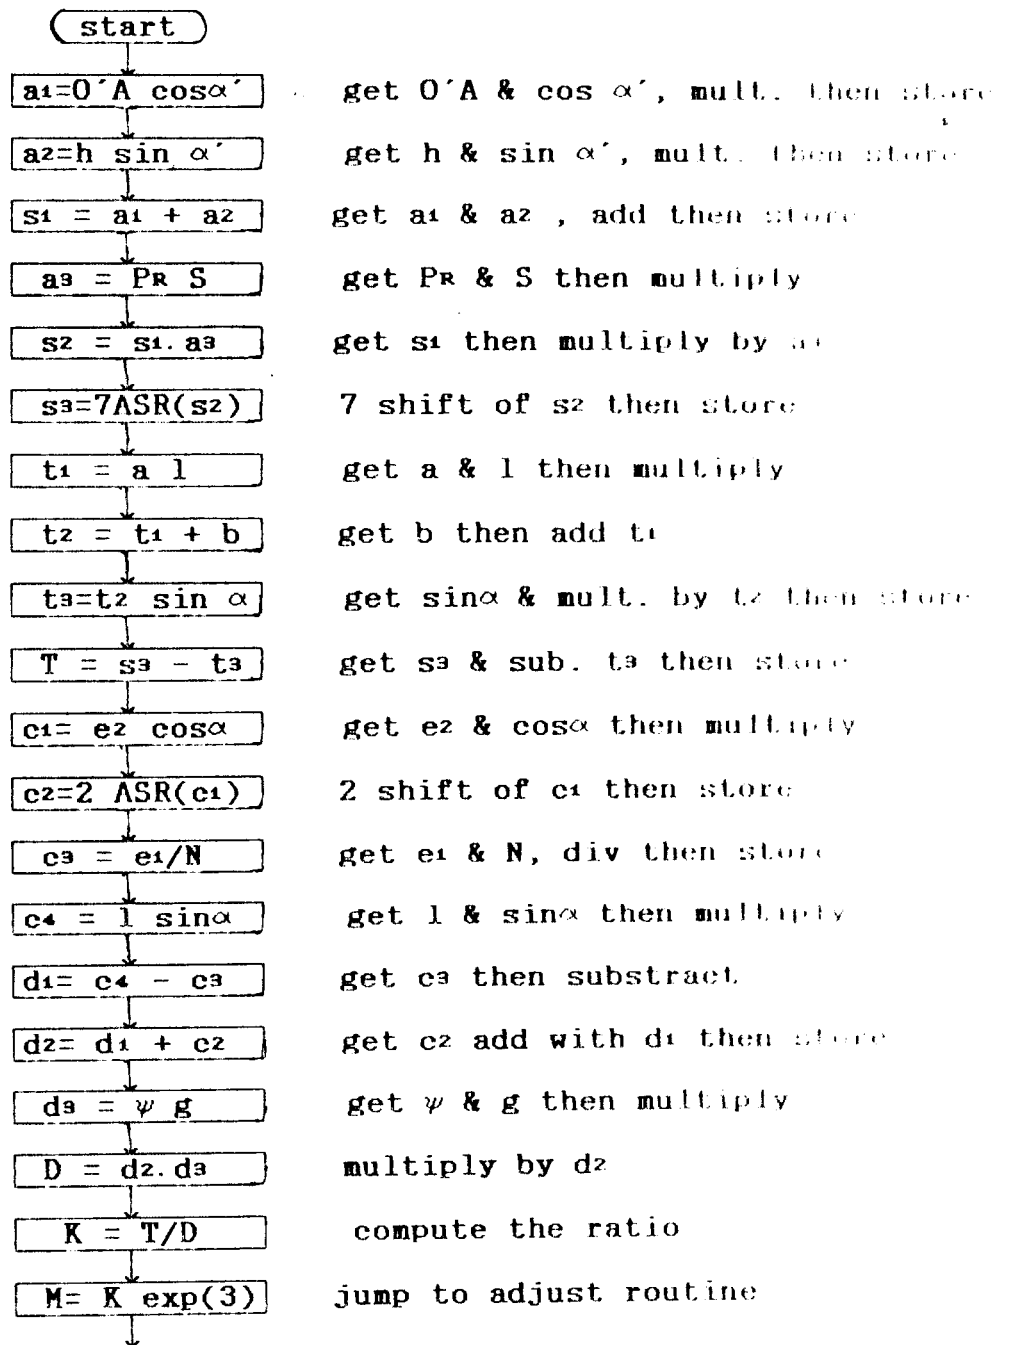 start
a1=O´A cosα´ get O´A & cos α´, mult. then store
a2=h sin α´ get h & sin α´, mult. then store
s1 = a1 + a2 get a1 & a2 , add then store
a3 = PR S get PR & S then multiply
s2 = s1. a3 get s1 then multiply by
s3=7ASR(s2) 7 shift of s2 then store
t1 = a l get a & l then multiply
t2 = t1 + b get b then add t1
t3=t2 sin α get sinα & mult. by t2 then store
T = s3 - t3 get s3 & sub. t3 then store
c1= e2 cosα get e2 & cosα then multiply
c2=2 ASR(c1) 2 shift of c1 then store
c3 = e1/N get e1 & N, div then store
c4 = l sinα get l & sinα then multiply
d1= c4 - c3 get c3 then substract
d2= d1 + c2 get c2 add with d1 then store
d3 = ψ g get ψ & g then multiply
D = d2. d3 multiply by d2
K = T/D compute the ratio
M= K exp(3) jump to adjust routine